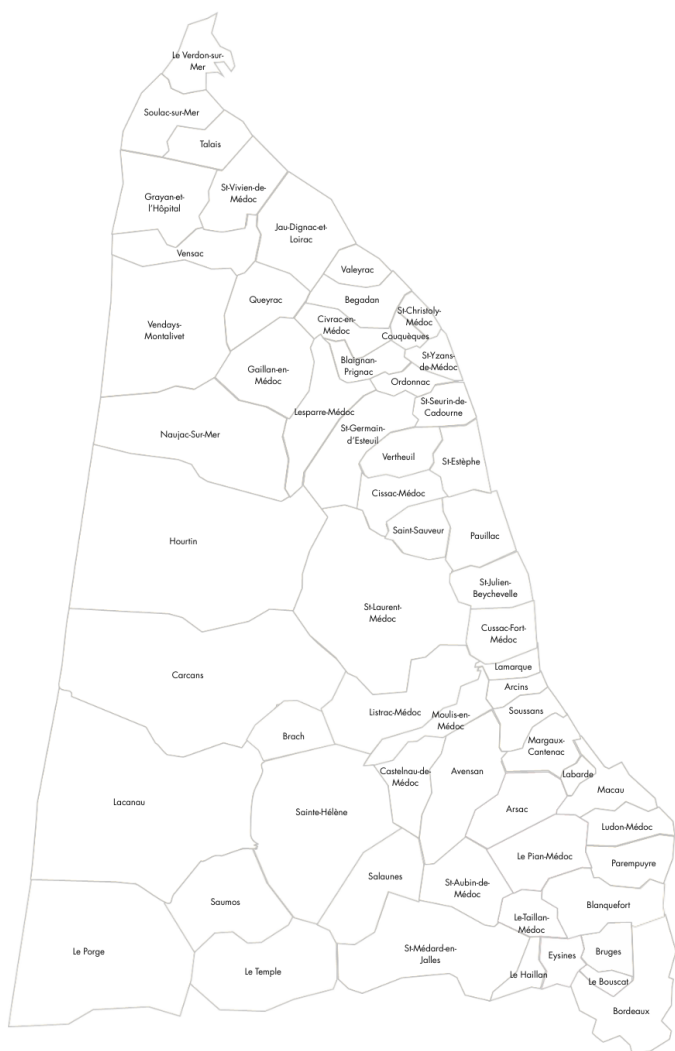 Le Verdon-sur-
Mer
Soulac-sur-Mer
Talais
St-Vivien-de-
Médoc
Grayan-et-
l'Hôpital
Jau-Dignac-et-
Loirac
Vensac
Valeyrac
Queyrac
Begadan
St-Christoly-
Médoc
Civrac-en-
Médoc
Vendays-
Montalivet
Couquèques
St-Yzans-
de-Médoc
Blaignan-
Prignac
Gaillan-en-
Médoc
Ordonnac
St-Seurin-de-
Cadourne
Lesparre-Médoc
St-Germain-
d'Esteuil
Naujac-Sur-Mer
Vertheuil
St-Estèphe
Cissac-Médoc
Saint-Sauveur
Pauillac
Hourtin
St-Julien-
Beychevelle
St-Laurent-
Médoc
Cussac-Fort-
Médoc
Lamarque
Carcans
Arcins
Listrac-Médoc
Moulis-en-
Médoc
Soussans
Brach
Margaux-
Cantenac
Castelnau-de-
Médoc
Avensan
Labarde
Macau
Lacanau
Sainte-Hélène
Arsac
Ludon-Médoc
Le Pian-Médoc
Parempuyre
Salaunes
St-Aubin-de-
Médoc
Saumos
Blanquefort
Le-Taillan-
Médoc
Le Porge
St-Médard-en-
Jalles
Eysines
Bruges
Le Temple
Le Haillan
Le Bouscat
Bordeaux